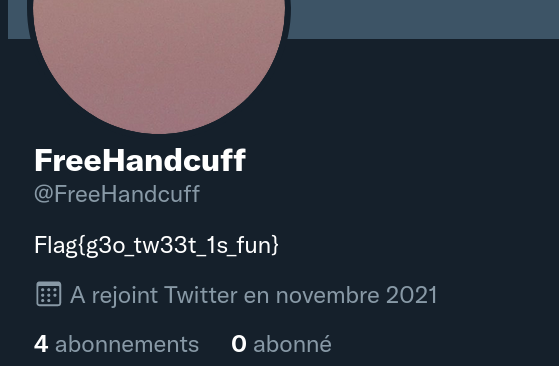 FreeHandcuff
@FreeHandcuff
Flag{g3o_tw33t_1s_fun}
A rejoint Twitter en novembre 2021
4 abonnements 0 abonné